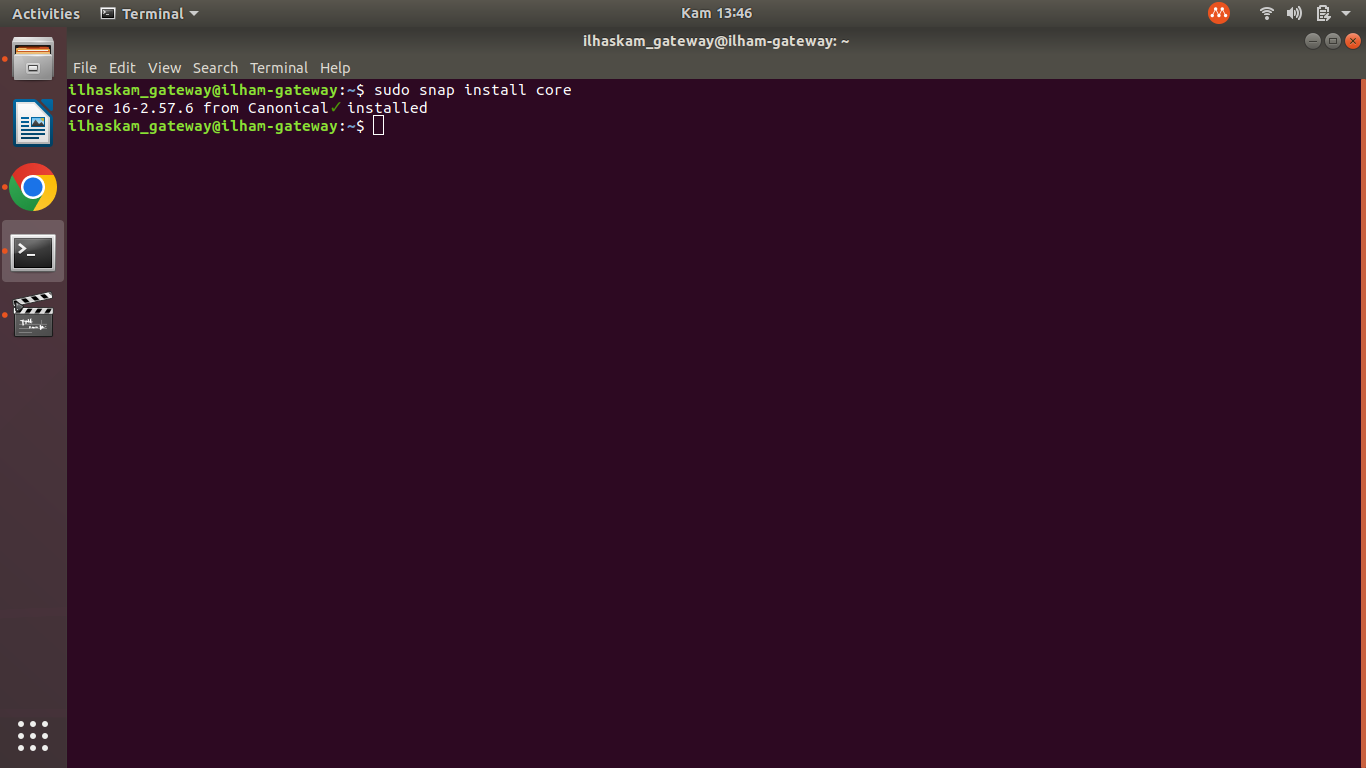 Activities Terminal Kam 13:46
ilhaskam_gateway@ilham-gateway: ~
File Edit View Search Terminal Help
ilhaskam_gateway@ilham-gateway:~$ sudo snap install core
core 16-2.57.6 from Canonical✓ installed
ilhaskam_gateway@ilham-gateway:~$